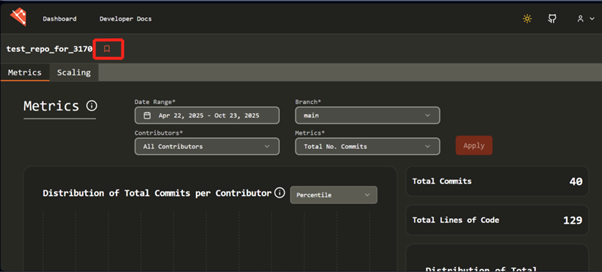 Dashboard Developer Docs
test_repo_for_3170
Metrics Scaling
Metrics
Date Range* Branch*
Apr 22, 2025 - Oct 23, 2025 main
Contributors* Metrics*
All Contributors Total No. Commits Apply
Distribution of Total Commits per Contributor Percentile
Total Commits 40
Total Lines of Code 129
Distribution of Total